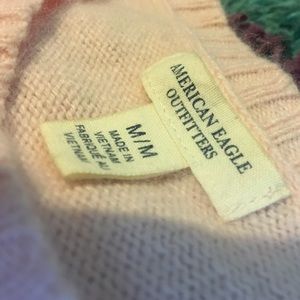 AMERICAN EAGLE
OUTFITTERS
M/M
MADE IN
VIETNAM
FABRIQUÉ AU
VIETNAM